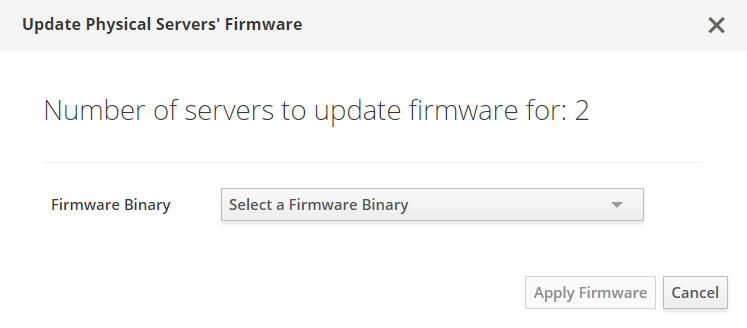 Update Physical Servers' Firmware
Number of servers to update firmware for: 2
Firmware Binary
Select a Firmware Binary
Apply Firmware
Cancel